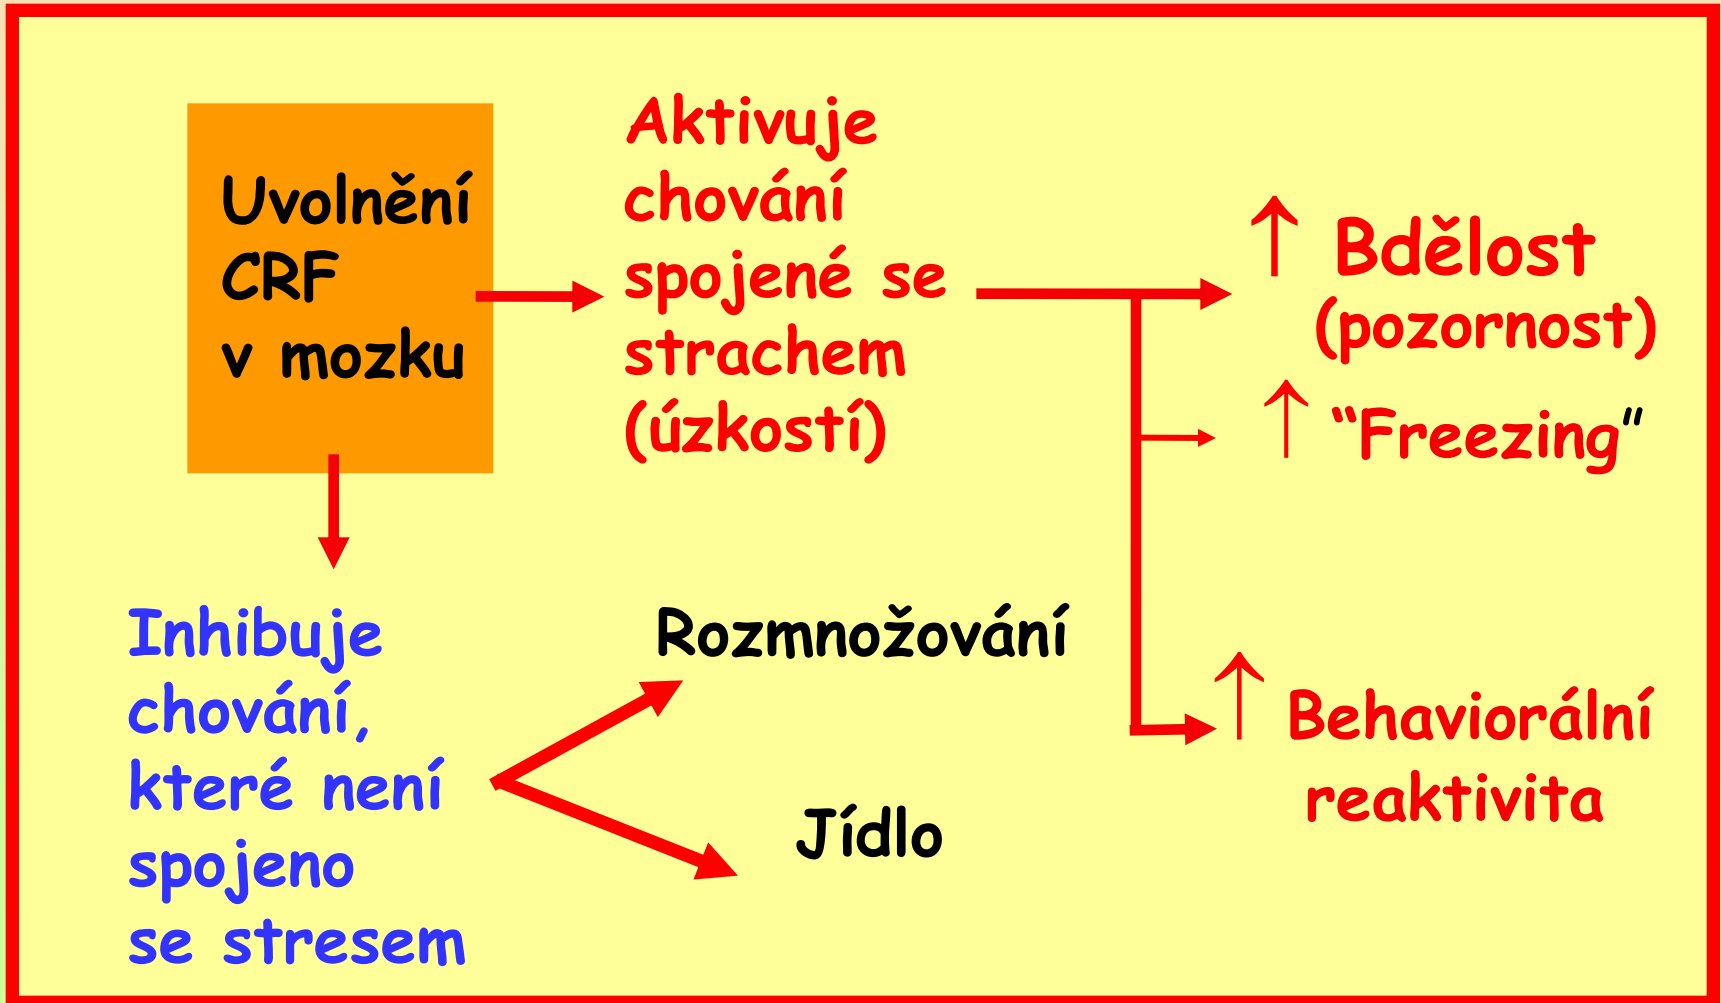 Uvolnění
CRF
v mozku
Aktivuje
chování
spojené se
strachem
(úzkostí)
↑ Bdělost
(pozornost)
↑ “Freezing”
↑ Behaviorální
reaktivita
Inhibuje
chování,
které není
spojeno
se stresem
Rozmnožování
Jídlo